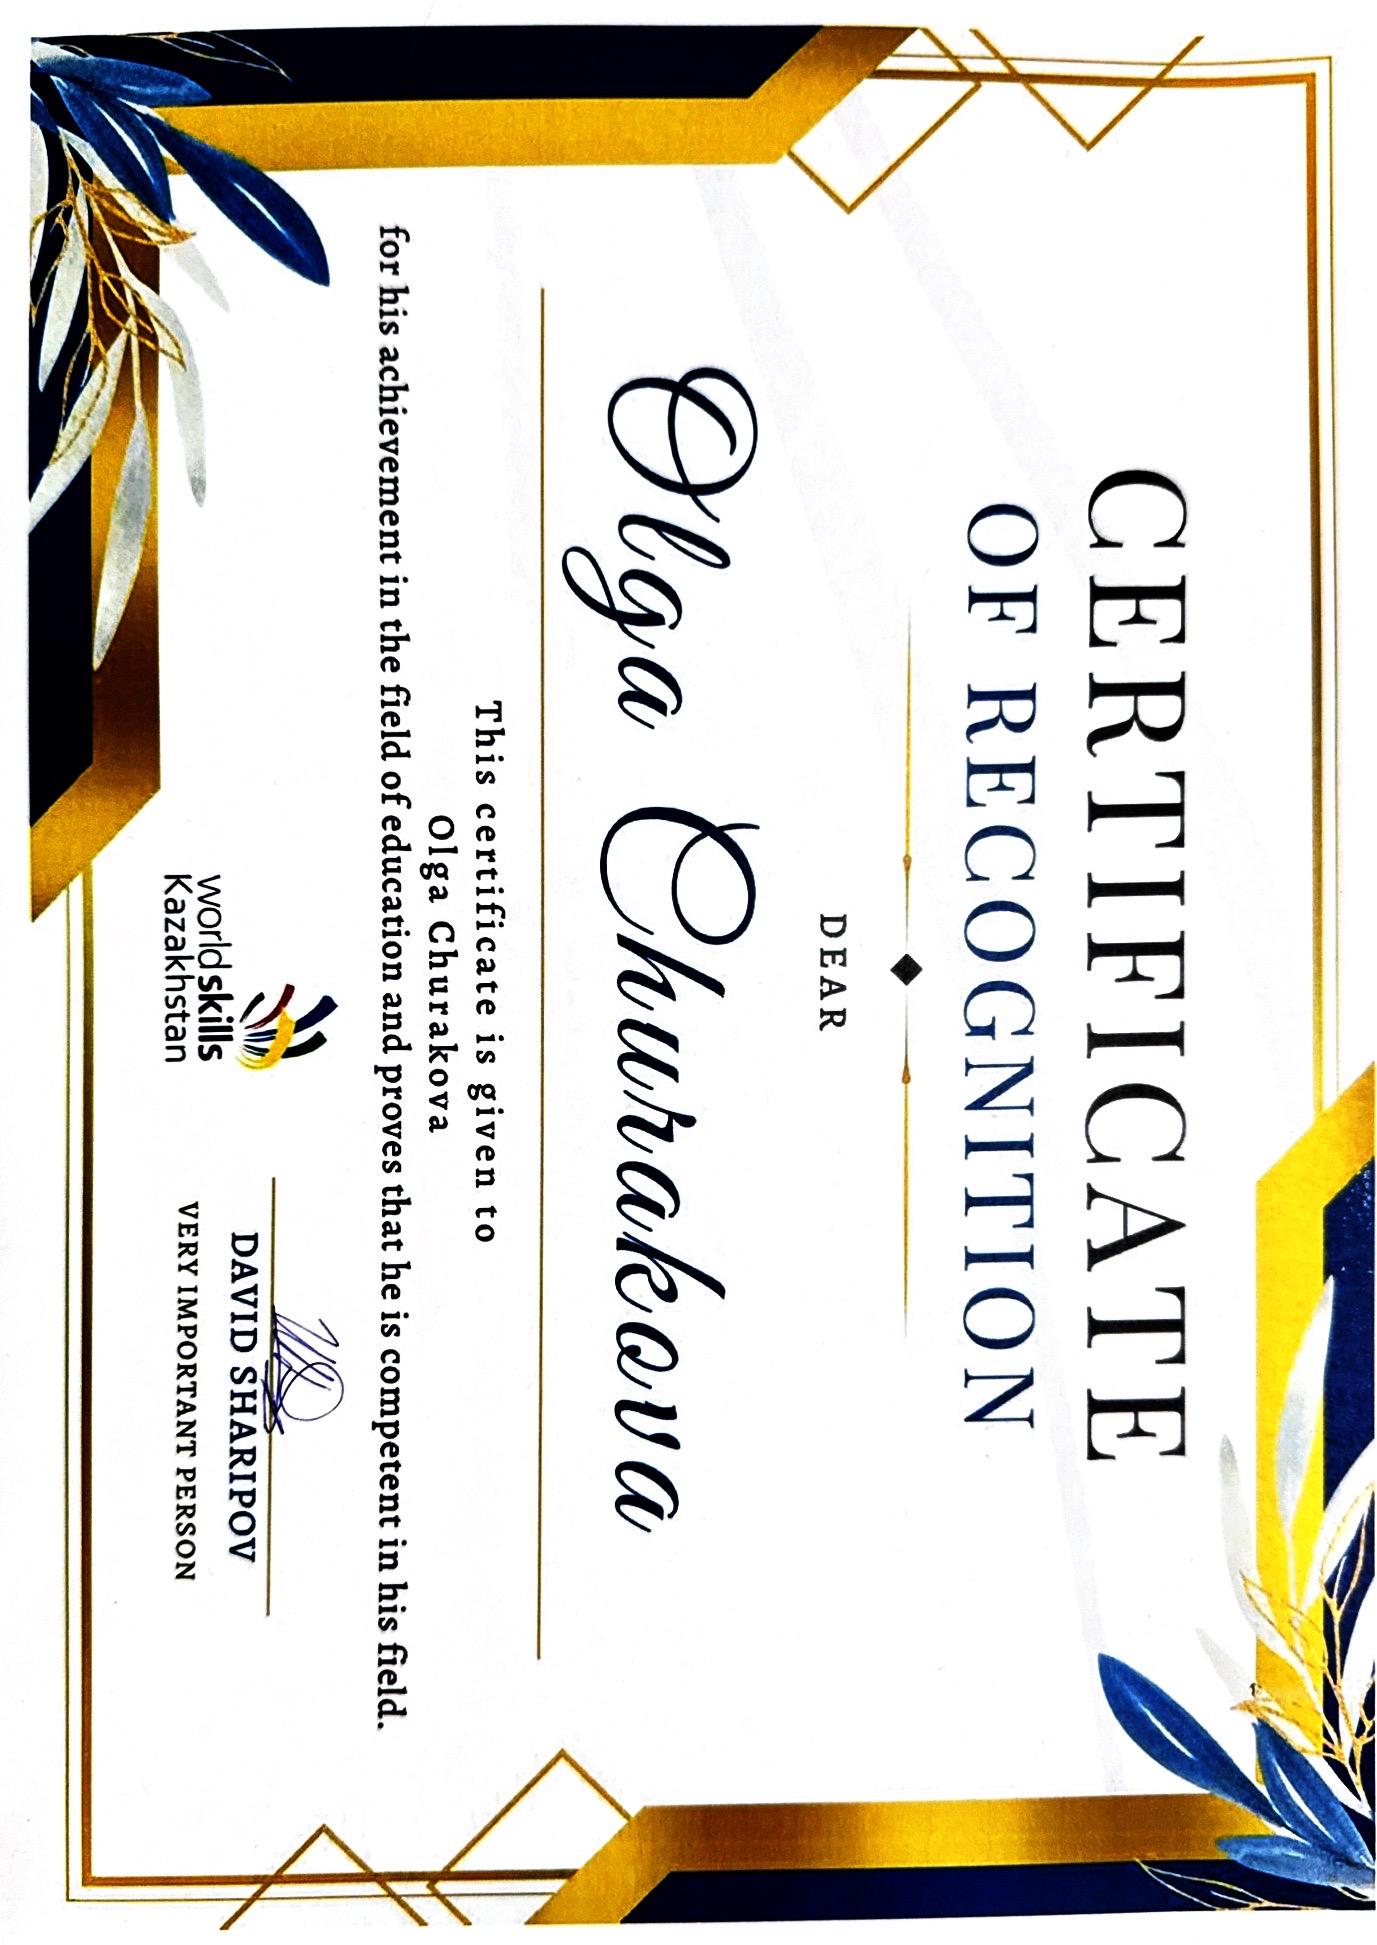 CERTIFICATE
OF RECOGNITION
DEAR
Olga Churakova
This certificate is given to
Olga Churakova
for his achievement in the field of education and proves that he is competent in his field.
worldskills
Kazakhstan
DAVID SHARIPOV
VERY IMPORTANT PERSON